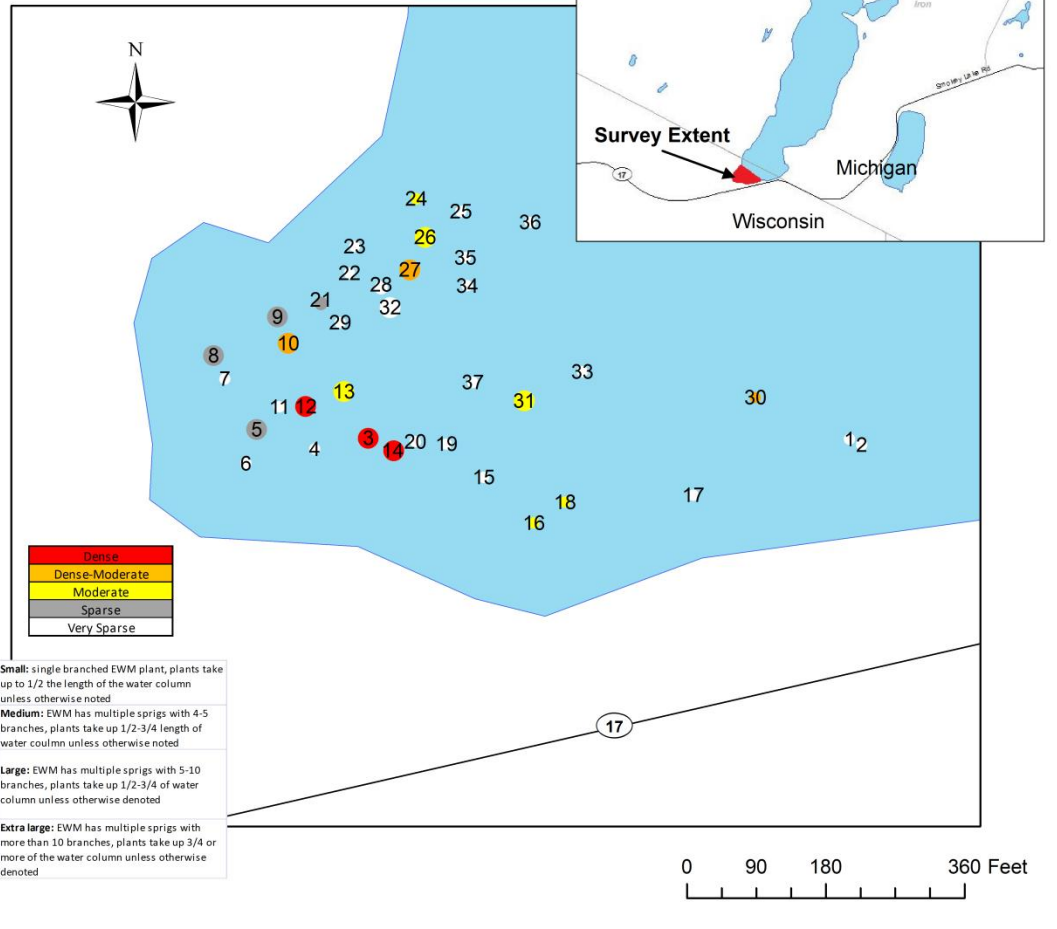 Iron
Smokey Lake Rd
N
Survey Extent
17
Michigan
Wisconsin
24
25
36
26
23
35
27
22
28
34
21
32
9
29
10
8
33
7
37
13
31
30
11
12
5
3
1
2
20
19
4
14
6
15
17
18
16
Dense
Dense-Moderate
Moderate
Sparse
Very Sparse
Small: single branched EWM plant, plants take
up to 1/2 the length of the water column
unless otherwise noted
Medium: EWM has multiple sprigs with 4-5
branches, plants take up 1/2-3/4 length of
water coulmn unless otherwise noted
Large: EWM has multiple sprigs with 5-10
branches, plants take up 1/2-3/4 of water
column unless otherwise denoted
Extra large: EWM has multiple sprigs with
more than 10 branches, plants take up 3/4 or
more of the water column unless otherwise
denoted
17
0 90 180 360 Feet